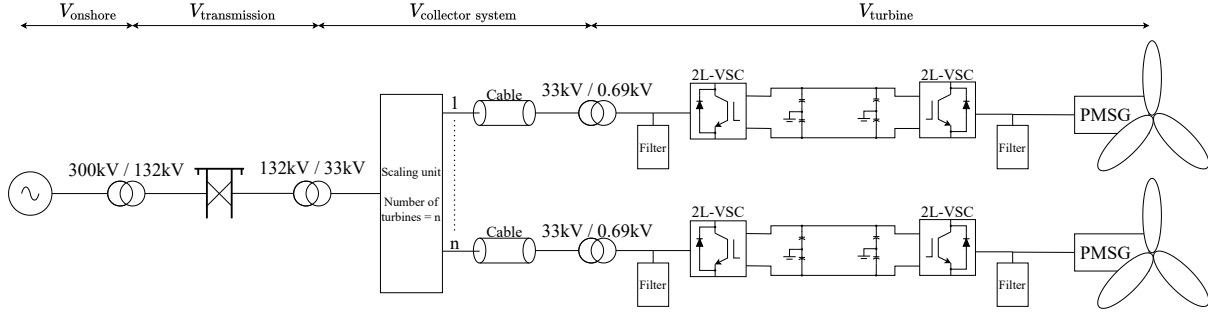 V_onshore V_transmission V_collector system V_turbine
33kV / 0.69kV 2L-VSC 2L-VSC
1 Cable
Filter Filter PMSG
300kV / 132kV 132kV / 33kV
Scaling unit
Number of
turbines = n
n Cable 33kV / 0.69kV 2L-VSC 2L-VSC
Filter Filter PMSG